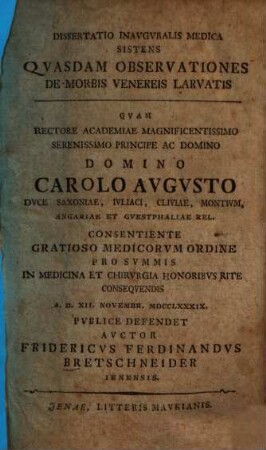 DISSERTATIO INAVGVRALIS MEDICA
SISTENS
QVASDAM OBSERVATIONES
DE MORBIS VENEREIS LARVATIS
QVAM
RECTORE ACADEMIAE MAGNIFICENTISSIMO
SERENISSIMO PRINCIPE AC DOMINO
DOMINO
CAROLO AVGVSTO
DVCE SAXONIAE, IVLIACI, CLIVIAE, MONTIVM,
ANGARIAE ET GVESTPHALIAE REL.
CONSENTIENTE
GRATIOSO MEDICORVM ORDINE
PRO SVMMIS
IN MEDICINA ET CHIRVRGIA HONORIBVS RITE
CONSEQVENDIS
A. D. XII. NOVEMBR. MDCCLXXXIX.
PVBLICE DEFENDET
AVCTOR
FRIDERICVS FERDINANDVS
BRETSCHNEIDER
IENENSIS.
JENAE, LITTERIS MAVKIANIS.